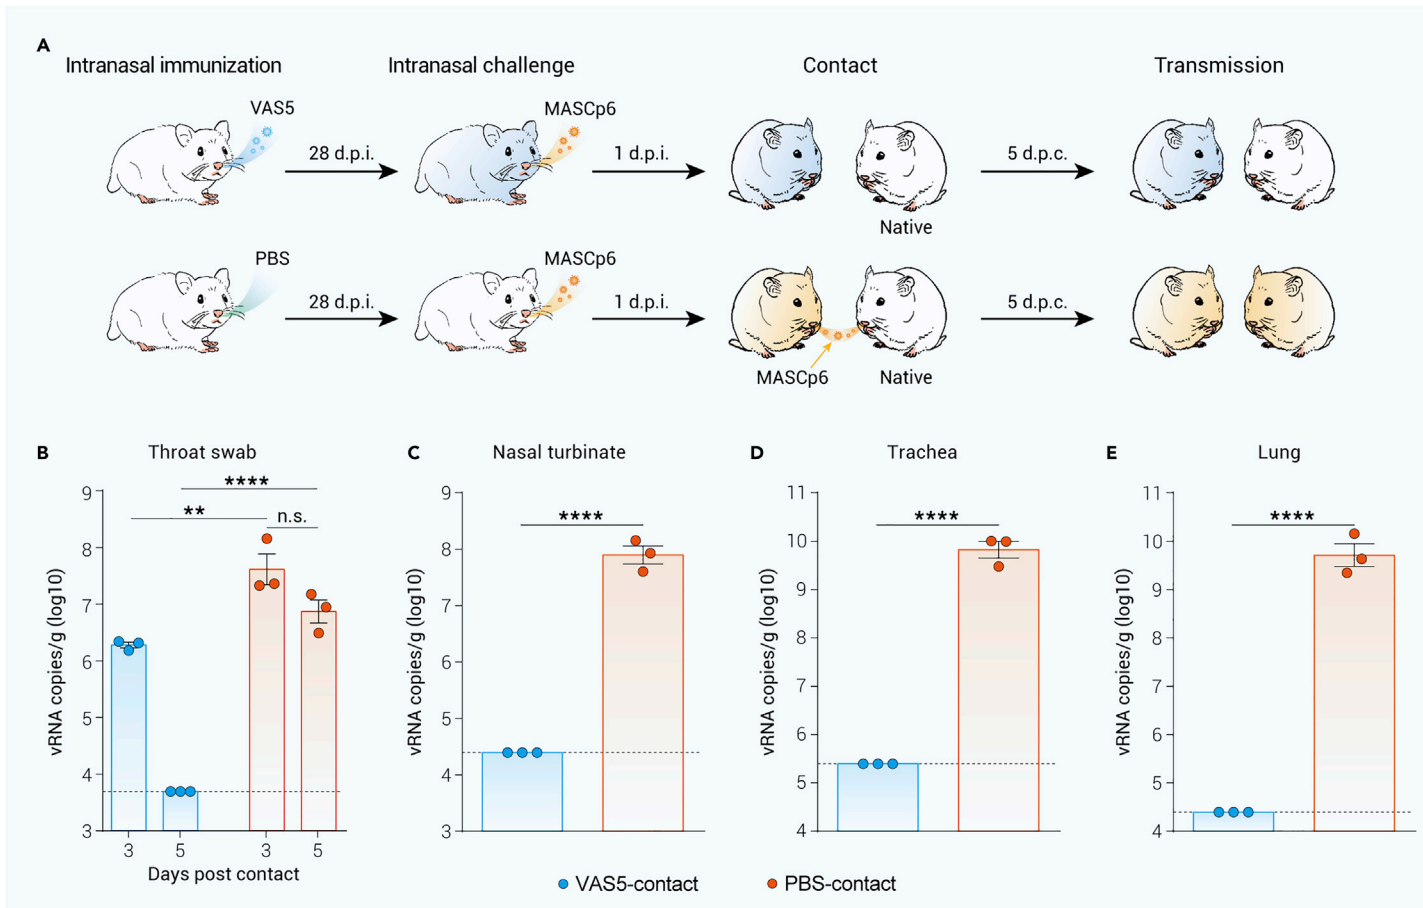 A
Intranasal immunization
Intranasal challenge
Contact
Transmission
VAS5
MASCp6
28 d.p.i.
1 d.p.i.
5 d.p.c.
Native
PBS
MASCp6
28 d.p.i.
1 d.p.i.
5 d.p.c.
MASCp6
Native
B
Throat swab
vRNA copies/g (log10)
9
8
7
6
5
4
3
****
**
n.s.
3
5
3
5
Days post contact
C
Nasal turbinate
vRNA copies/g (log10)
9
8
7
6
5
4
3
****
D
Trachea
vRNA copies/g (log10)
11
10
9
8
7
6
5
4
****
E
Lung
vRNA copies/g (log10)
11
10
9
8
7
6
5
4
****
VAS5-contact
PBS-contact